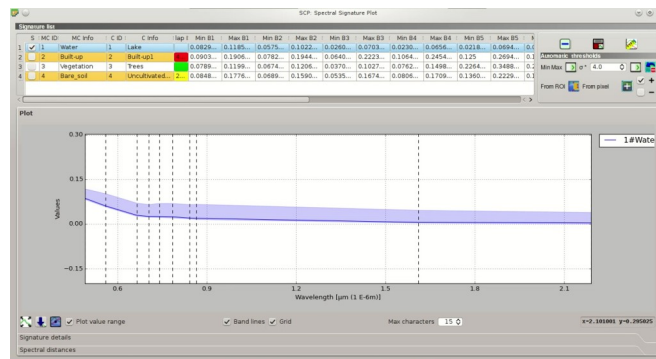 SCP: Spectral Signature Plot
Signature list
S MC ID MC Info C ID C Info Min B1 Max B1 Min B2 Max B2 Min B3 Max B3 Min B4 Max B4 Min B5 Max B5
1 1 Water 1 Lake 0.0829... 0.1185... 0.0575... 0.1022... 0.0260... 0.0703... 0.0230... 0.0656... 0.0218... 0.0694...
2 2 Built-up 2 Built-up1 0.0903... 0.1906... 0.0782... 0.1944... 0.0640... 0.2223... 0.1064... 0.2454... 0.125 0.2694...
3 3 Vegetation 3 Trees 0.0789... 0.1199... 0.0674... 0.1206... 0.0370... 0.1027... 0.0762... 0.1498... 0.2264... 0.3488...
4 4 Bare_soil 4 Uncultivated... 2... 0.0848... 0.1776... 0.0689... 0.1590... 0.0535... 0.1674... 0.0806... 0.1709... 0.1360... 0.2229...
Automatic thresholds
Min Max σ* 4.0
From ROI From pixel + −
Plot
0.30
0.15
0.00
−0.15
Values
0.6 0.9 1.2 1.5 1.8 2.1
Wavelength [µm (1 E-6m)]
1#Wate
Plot value range Band lines Grid Max characters 15 x=2.101001 y=0.295025
Signature details
Spectral distances